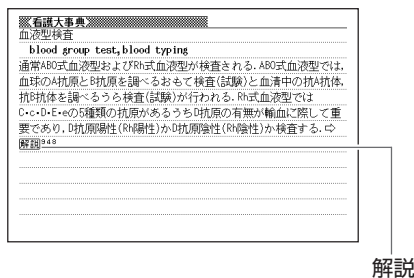 看護大事典
血液型検査
blood group test,blood typing
通常ABO式血液型およびRh式血液型が検査される.ABO式血液型では,
血球のA抗原とB抗原を調べるおもて検査(試験)と血清中の抗A抗体,
抗B抗体を調べるうら検査(試験)が行われる.Rh式血液型では
C・c・D・E・eの5種類の抗原があるうちD抗原の有無が輸血に際して重
要であり,D抗原陽性(Rh陽性)かD抗原陰性(Rh陰性)か検査する.⇨
解説948
解説